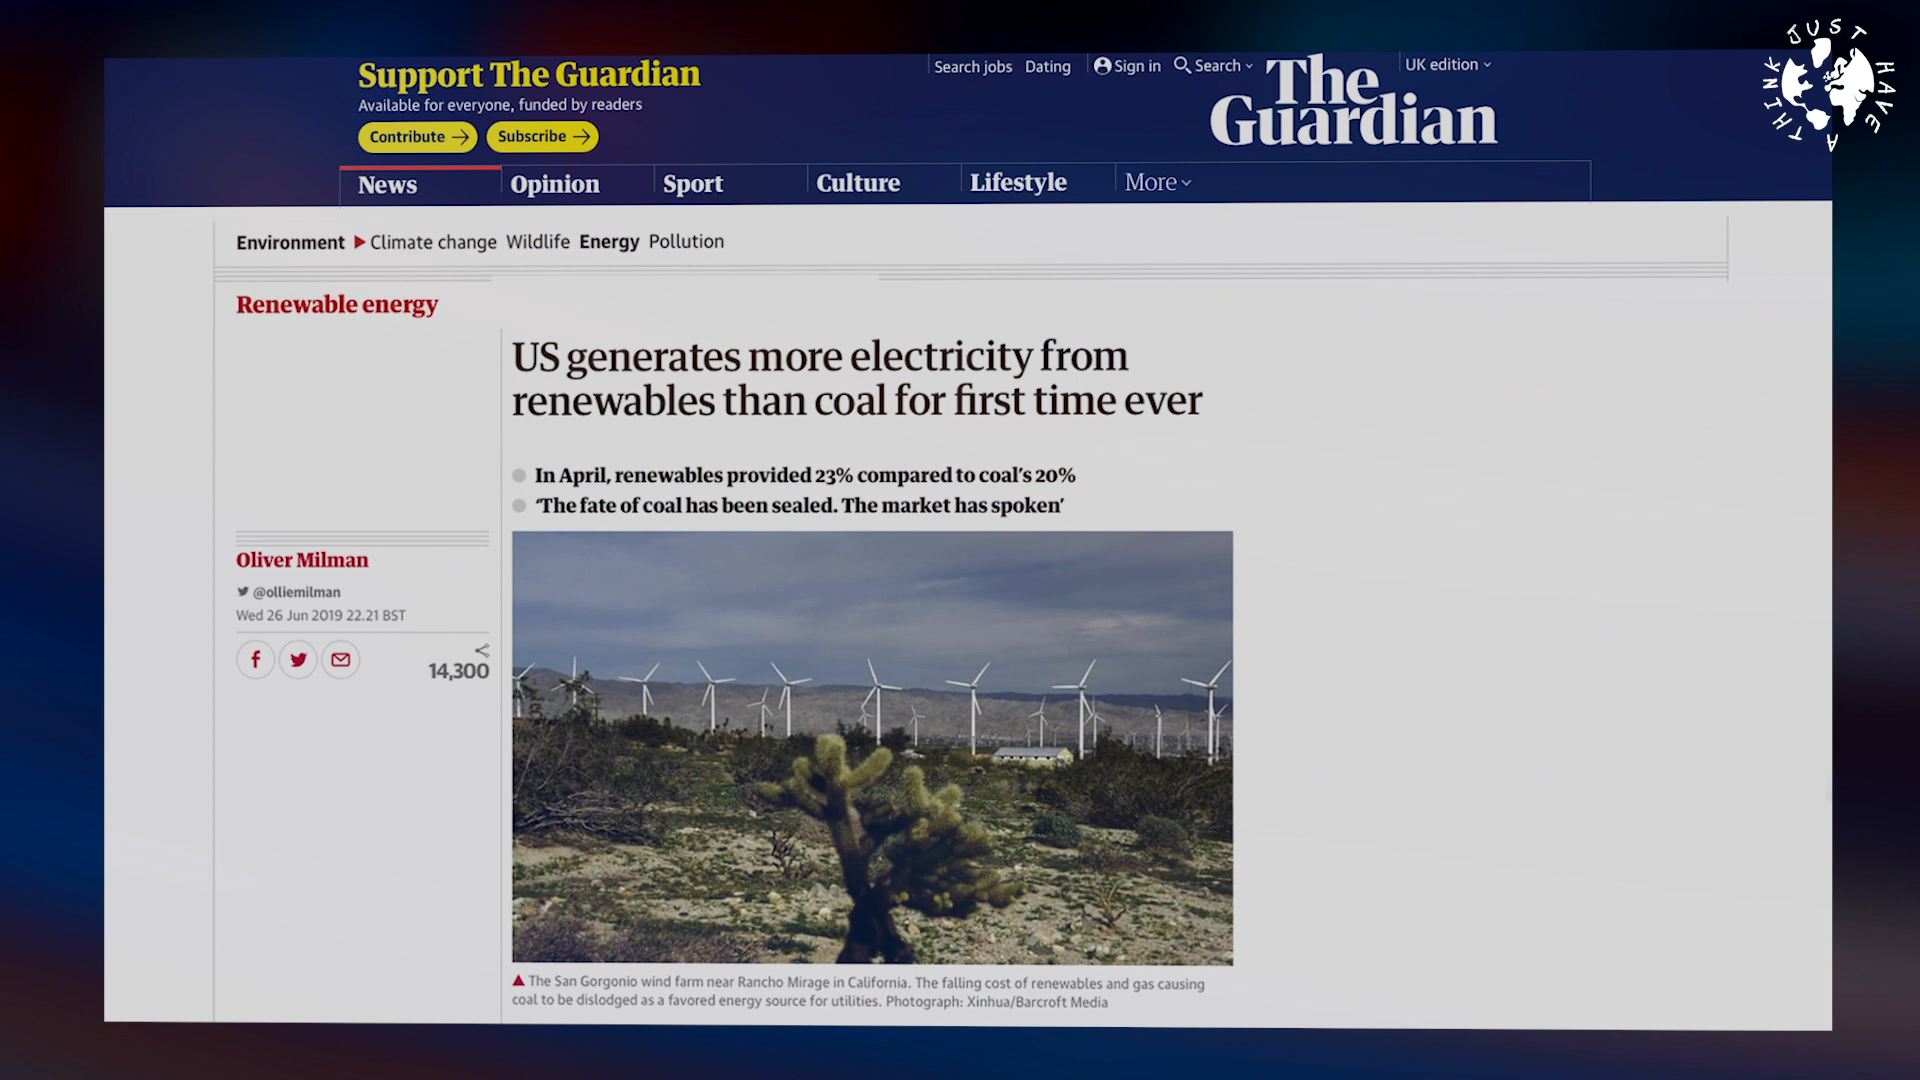 Support The Guardian
Available for everyone, funded by readers
Contribute
Subscribe
Search jobs Dating Sign in Search UK edition
The
Guardian
News Opinion Sport Culture Lifestyle More
Environment Climate change Wildlife Energy Pollution
Renewable energy
US generates more electricity from
renewables than coal for first time ever
In April, renewables provided 23% compared to coal's 20%
‘The fate of coal has been sealed. The market has spoken’
Oliver Milman
@olliemilman
Wed 26 Jun 2019 22.21 BST
14,300
The San Gorgonio wind farm near Rancho Mirage in California. The falling cost of renewables and gas causing
coal to be dislodged as a favored energy source for utilities. Photograph: Xinhua/Barcroft Media
JUST HAVE A THINK